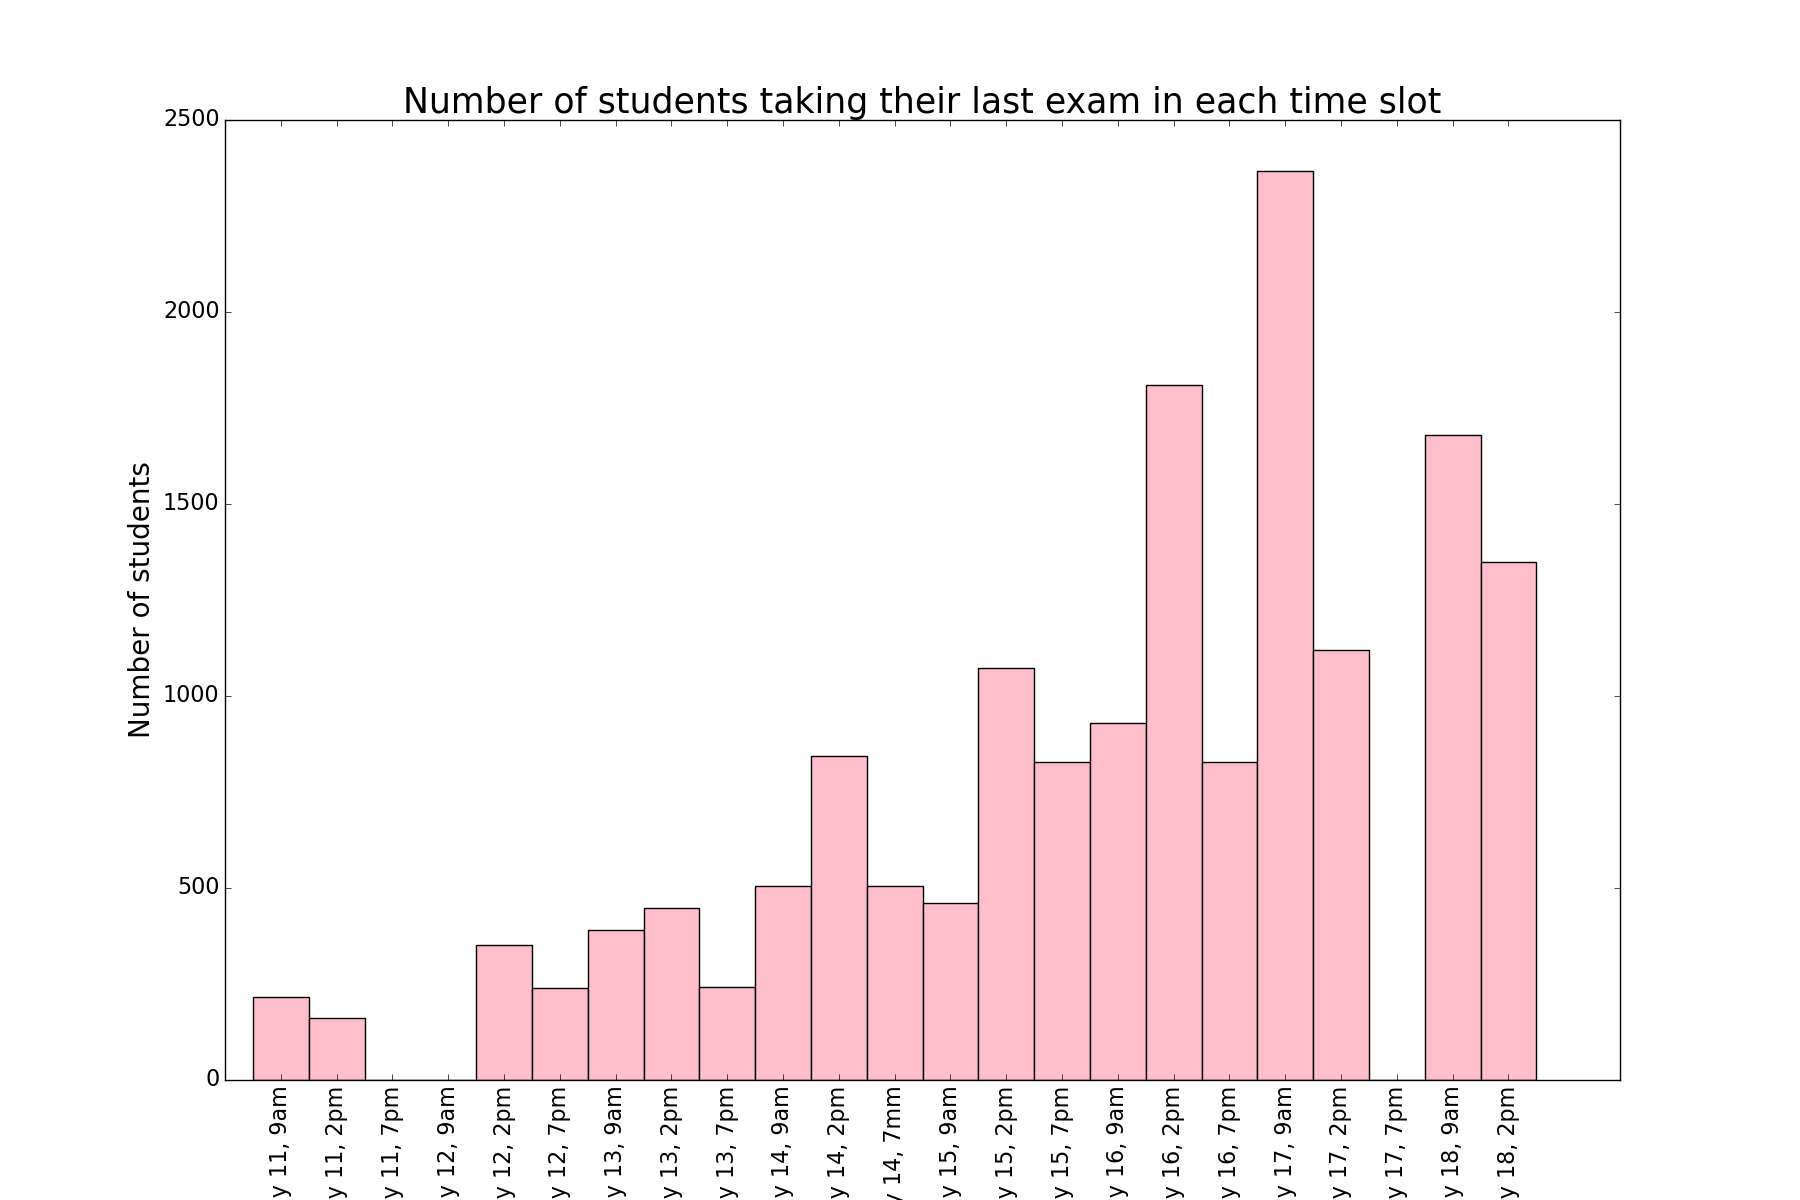 Number of students taking their last exam in each time slot
Number of students
2500
2000
1500
1000
500
0
y 11, 9am
y 11, 2pm
y 11, 7pm
y 12, 9am
y 12, 2pm
y 12, 7pm
y 13, 9am
y 13, 2pm
y 13, 7pm
y 14, 9am
y 14, 2pm
y 14, 7mm
y 15, 9am
y 15, 2pm
y 15, 7pm
y 16, 9am
y 16, 2pm
y 16, 7pm
y 17, 9am
y 17, 2pm
y 17, 7pm
y 18, 9am
y 18, 2pm